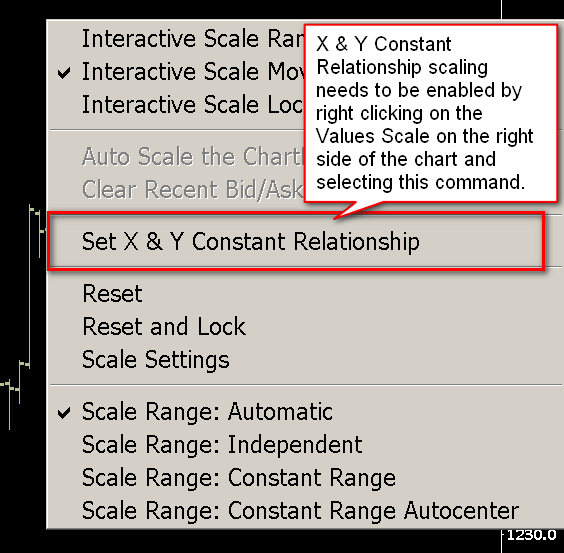 Interactive Scale Ran
Interactive Scale Mov
Interactive Scale Loc
X & Y Constant
Relationship scaling
needs to be enabled by
right clicking on the
Values Scale on the right
side of the chart and
selecting this command.
Auto Scale the Chart
Clear Recent Bid/Ask
Set X & Y Constant Relationship
Reset
Reset and Lock
Scale Settings
Scale Range: Automatic
Scale Range: Independent
Scale Range: Constant Range
Scale Range: Constant Range Autocenter
1230.0